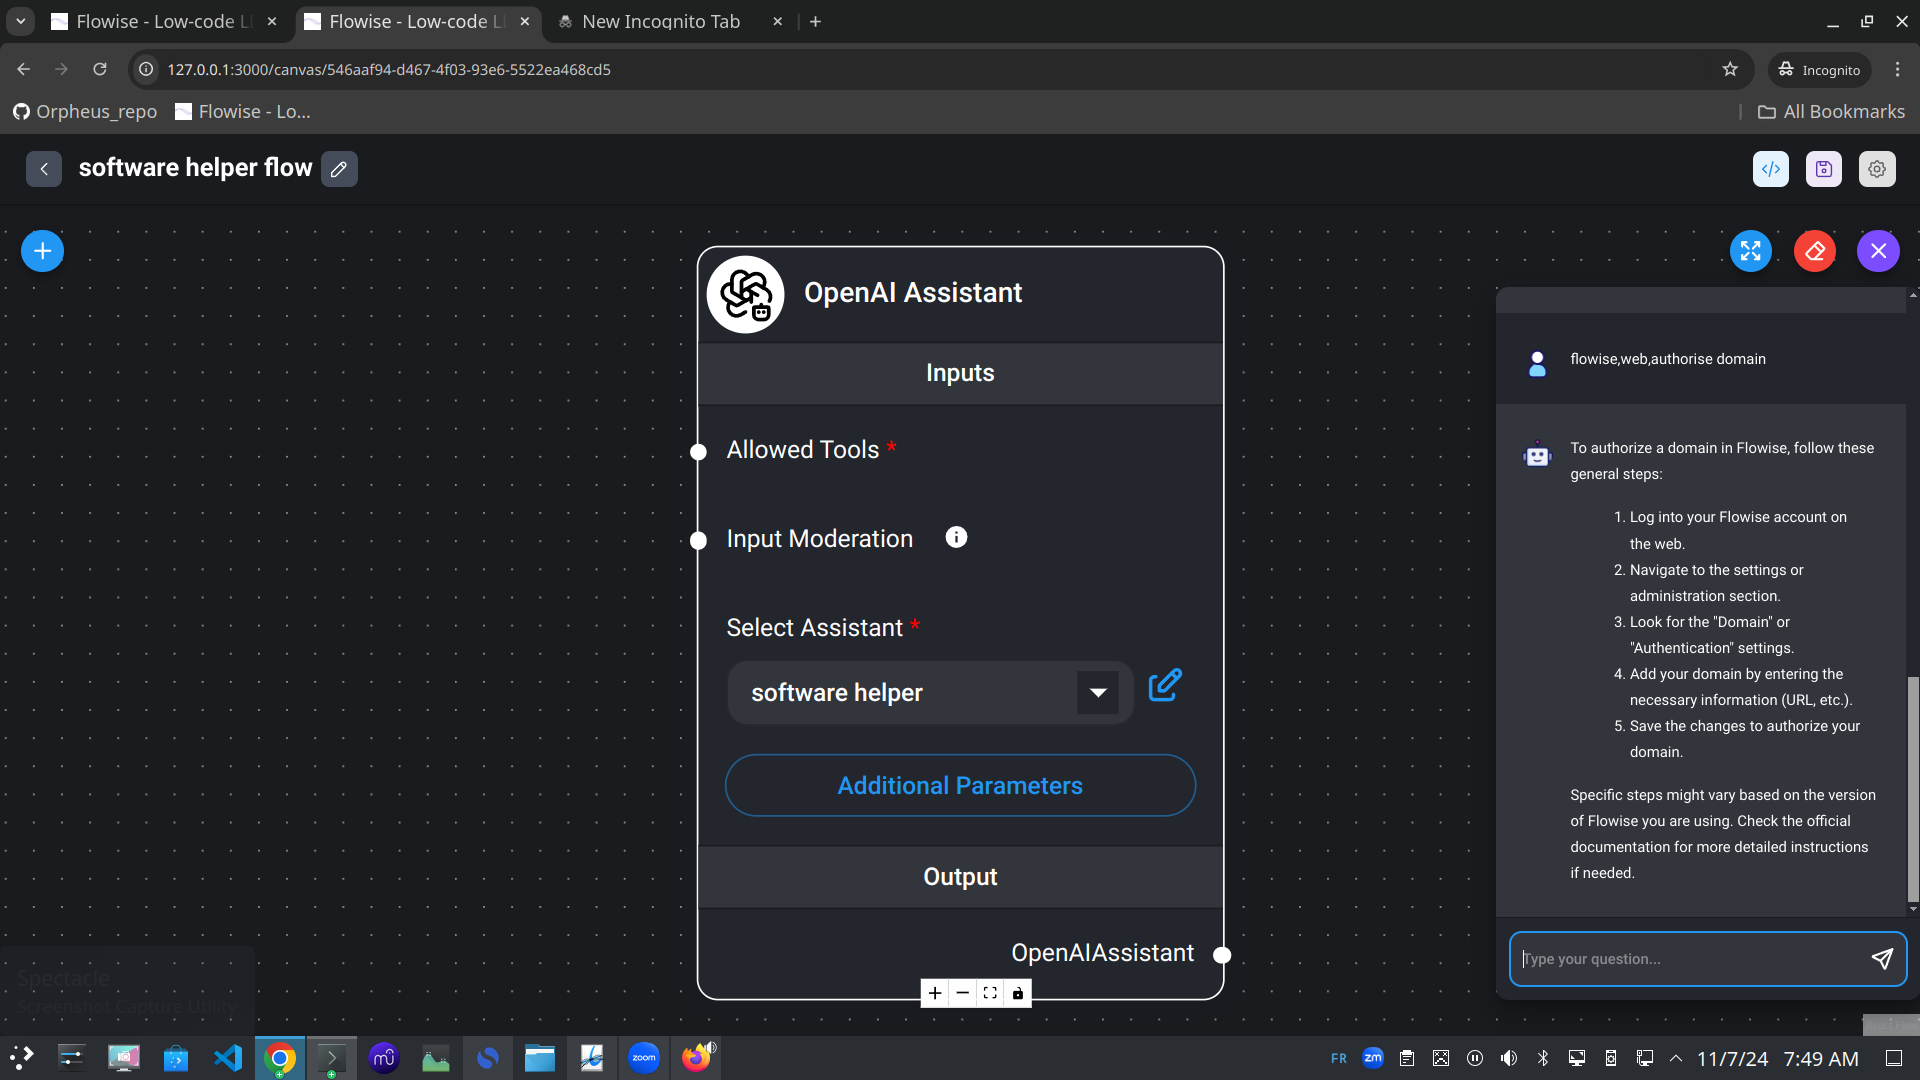 Flowise - Low-code L
Flowise - Low-code L
New Incognito Tab
127.0.0.1:3000/canvas/546aaf94-d467-4f03-93e6-5522ea468cd5
Incognito
Orpheus_repo
Flowise - Lo...
All Bookmarks
software helper flow
OpenAI Assistant
Inputs
Allowed Tools *
Input Moderation
Select Assistant *
software helper
Additional Parameters
Output
OpenAIAssistant
flowise,web,authorise domain
To authorize a domain in Flowise, follow these
general steps:
1. Log into your Flowise account on
the web.
2. Navigate to the settings or
administration section.
3. Look for the "Domain" or
"Authentication" settings.
4. Add your domain by entering the
necessary information (URL, etc.).
5. Save the changes to authorize your
domain.
Specific steps might vary based on the version
of Flowise you are using. Check the official
documentation for more detailed instructions
if needed.
Type your question...
Spectacle
Screenshot Capture Utility
zoom
FR
zm
11/7/24
7:49 AM